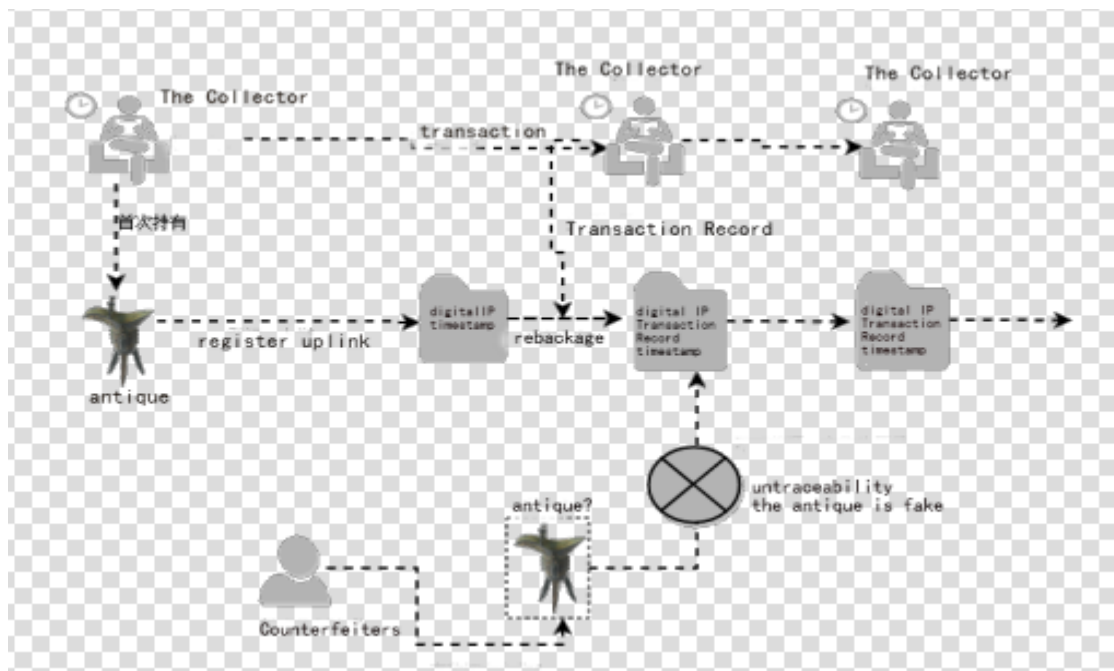 The Collector
The Collector
The Collector
transaction
首次持有
Transaction Record
digitalIP
timestamp
digital IP
Transaction
Record
timestamp
digital IP
Transaction
Record
timestamp
register uplink
rebackage
antique
untraceability
the antique is fake
antique?
Counterfeiters